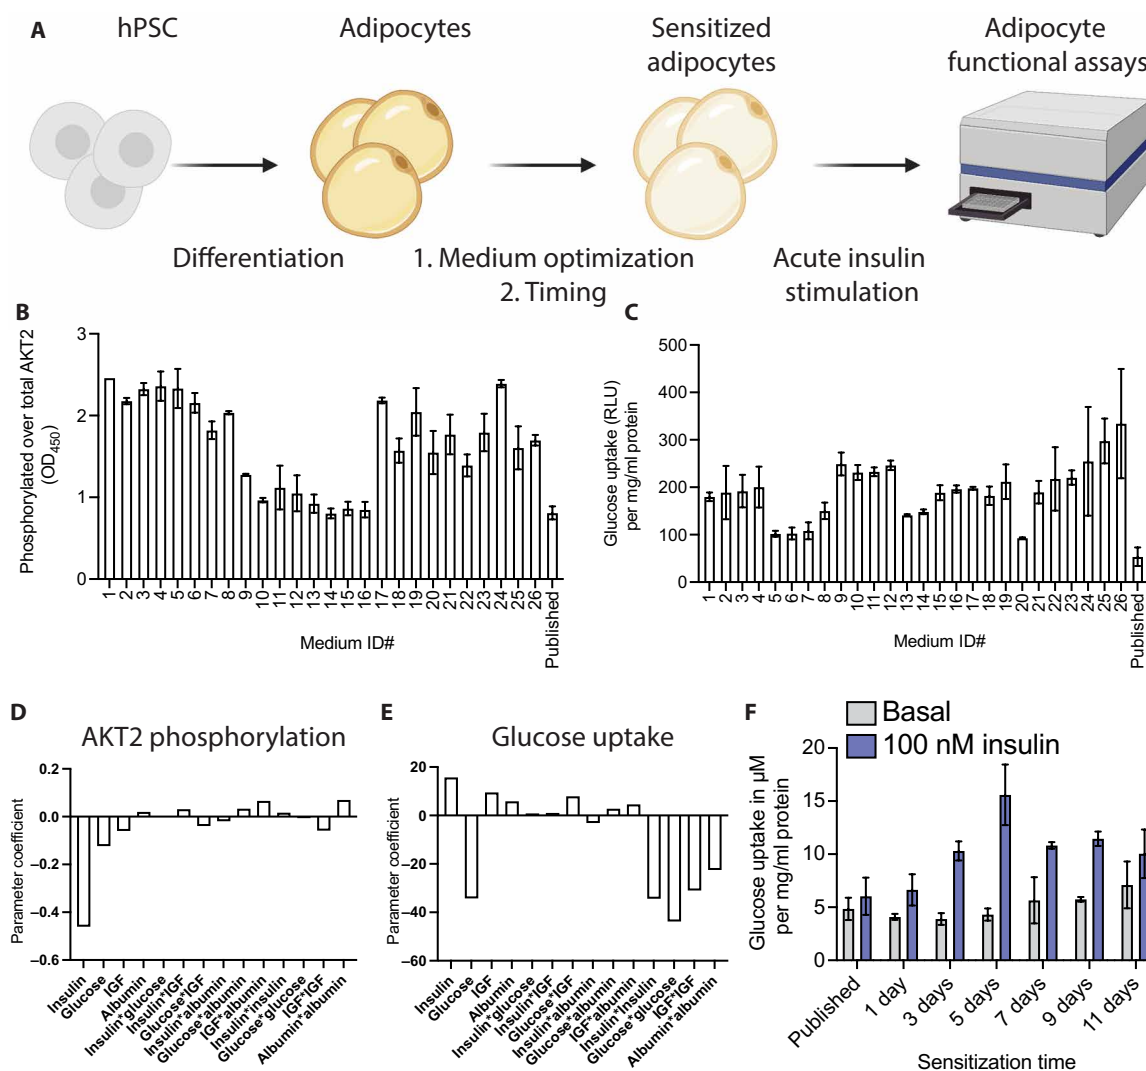 A
hPSC
Adipocytes
Sensitized
adipocytes
Adipocyte
functional assays
Differentiation
1. Medium optimization
2. Timing
Acute insulin
stimulation
B
Phosphorylated over total AKT2
(OD450)
3
2
1
0
1
2
3
4
5
6
7
8
9
10
11
12
13
14
15
16
17
18
19
20
21
22
23
24
25
26
Published
Medium ID#
C
Glucose uptake (RLU)
per mg/ml protein
500
400
300
200
100
0
1
2
3
4
5
6
7
8
9
10
11
12
13
14
15
16
17
18
19
20
21
22
23
24
25
26
Published
Medium ID#
D
AKT2 phosphorylation
Parameter coefficient
0.2
0.0
–0.2
–0.4
–0.6
Insulin
Glucose
IGF
Albumin
Insulin*glucose
Insulin*IGF
Glucose*IGF
Insulin*albumin
Glucose*albumin
IGF*albumin
Insulin*insulin
Glucose*glucose
IGF*IGF
Albumin*albumin
E
Glucose uptake
Parameter coefficient
20
0
–20
–40
–60
Insulin
Glucose
IGF
Albumin
Insulin*glucose
Insulin*IGF
Glucose*IGF
Insulin*albumin
Glucose*albumin
IGF*albumin
Insulin*insulin
Glucose*glucose
IGF*IGF
Albumin*albumin
F
Basal
100 nM insulin
Glucose uptake in µM
per mg/ml protein
20
15
10
5
0
Published
1 day
3 days
5 days
7 days
9 days
11 days
Sensitization time